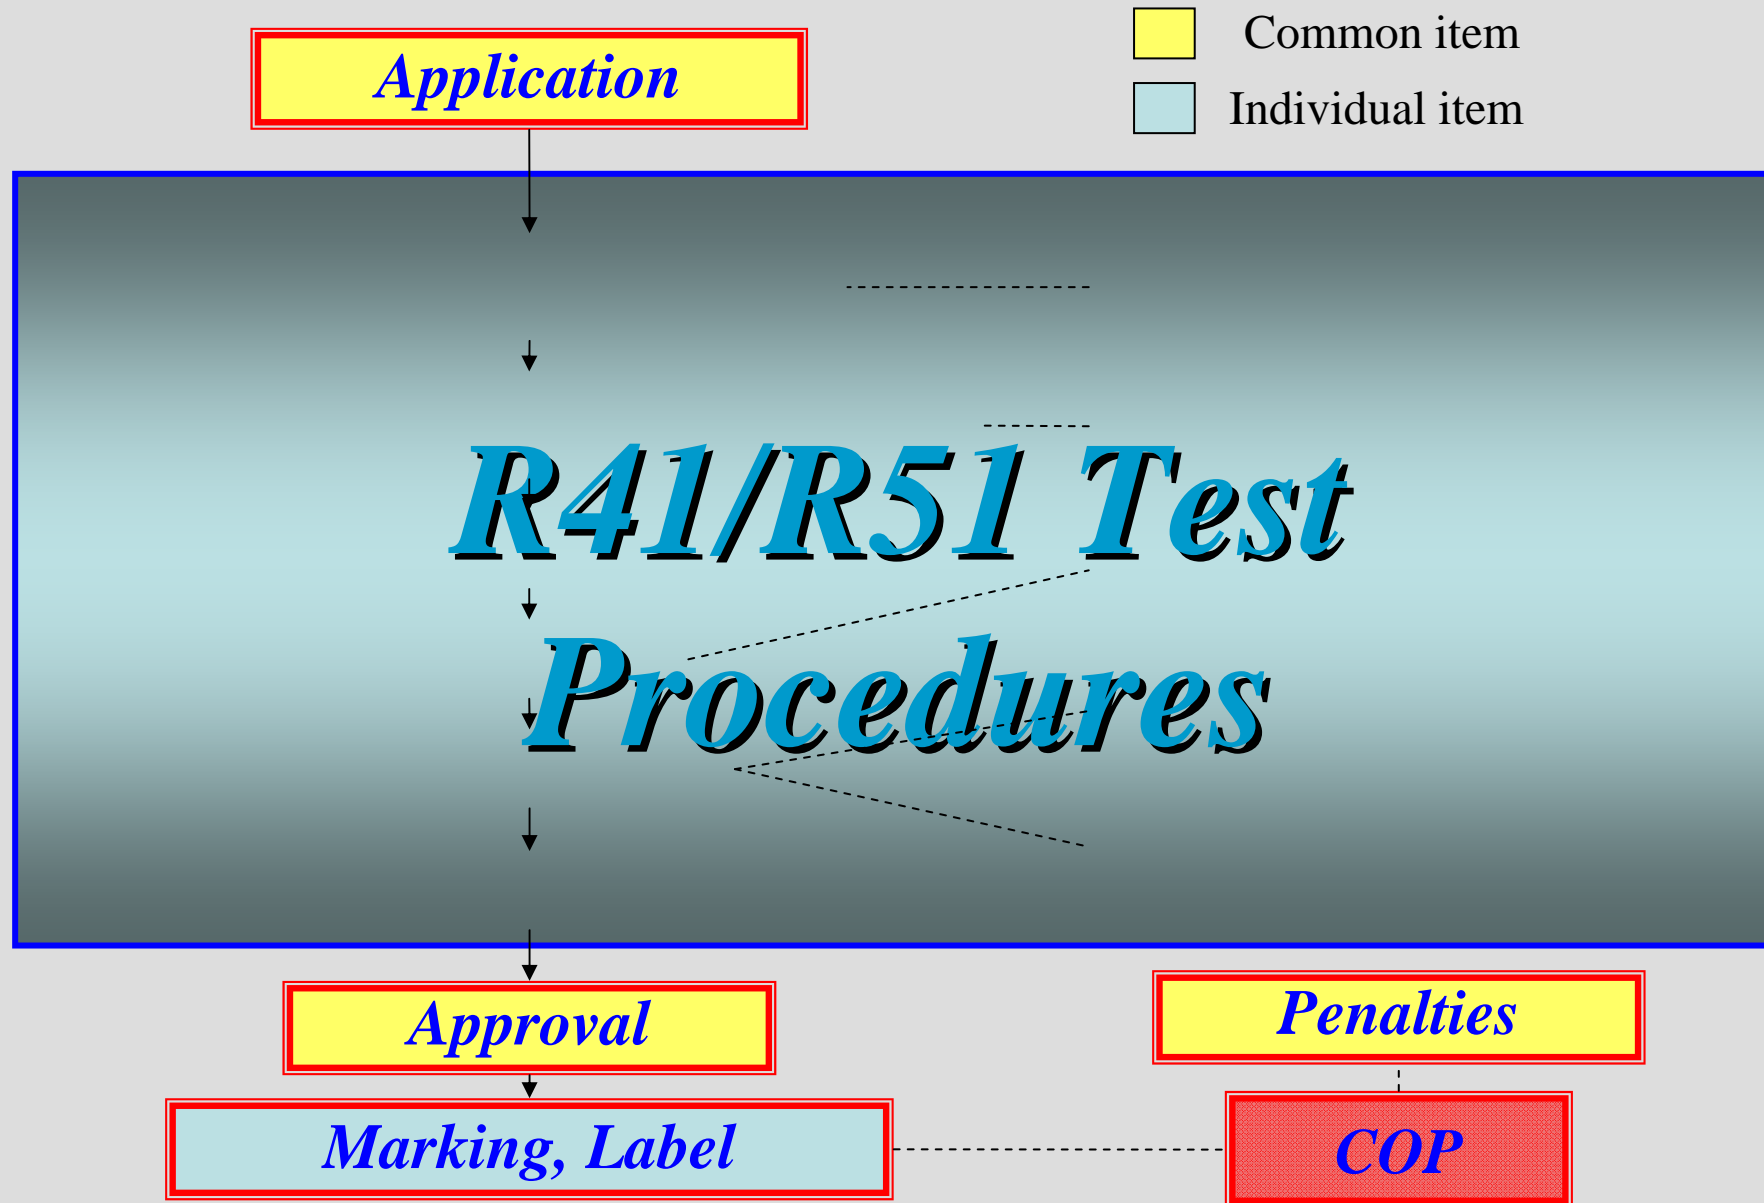 Application
Common item
Individual item
R41/R51 Test
Procedures
Approval
Penalties
Marking, Label
COP